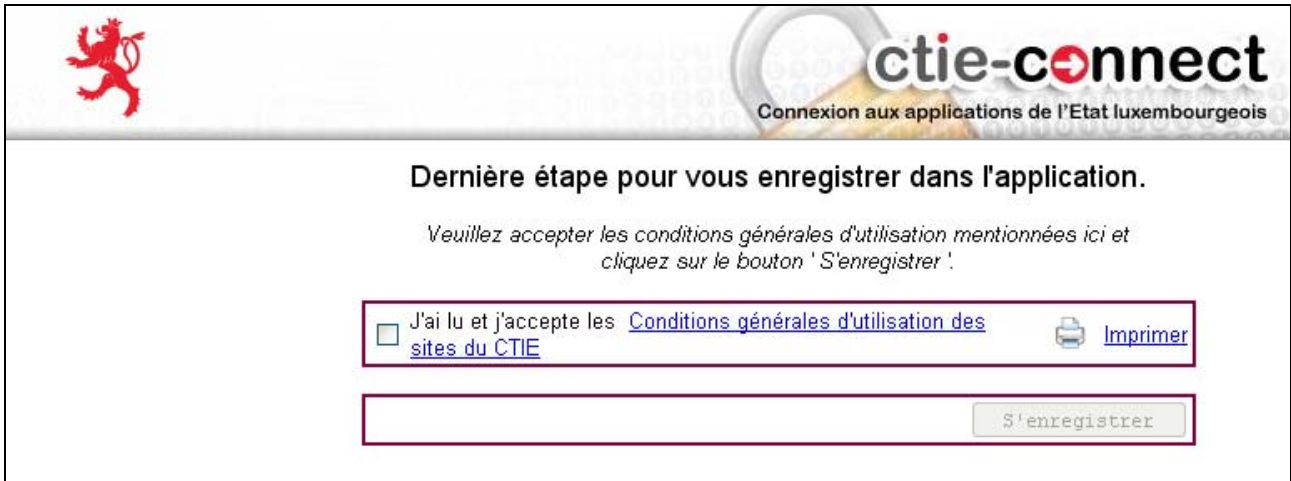 ctie-connect
Connexion aux applications de l'Etat luxembourgeois
Dernière étape pour vous enregistrer dans l'application.
Veuillez accepter les conditions générales d'utilisation mentionnées ici et
cliquez sur le bouton ' S'enregistrer '.
J'ai lu et j'accepte les Conditions générales d'utilisation des
sites du CTIE
Imprimer
S'enregistrer